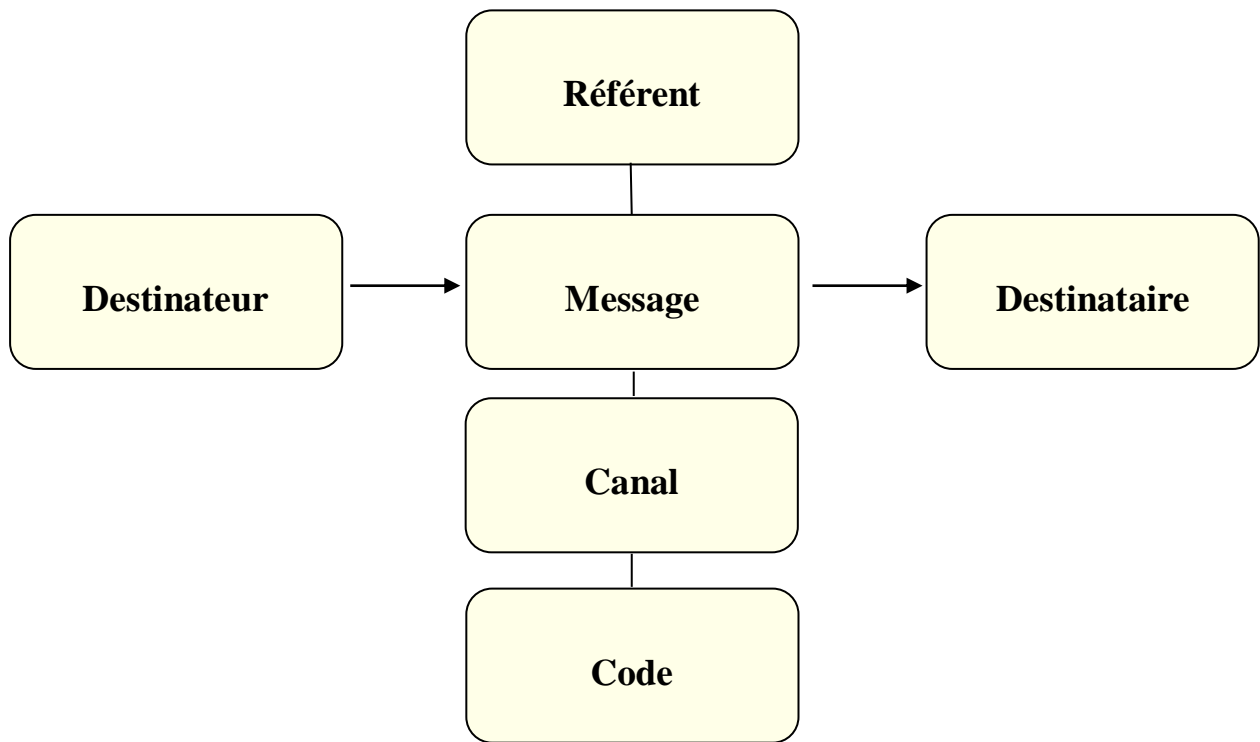 Référent
Destinateur
Message
Destinataire
Canal
Code